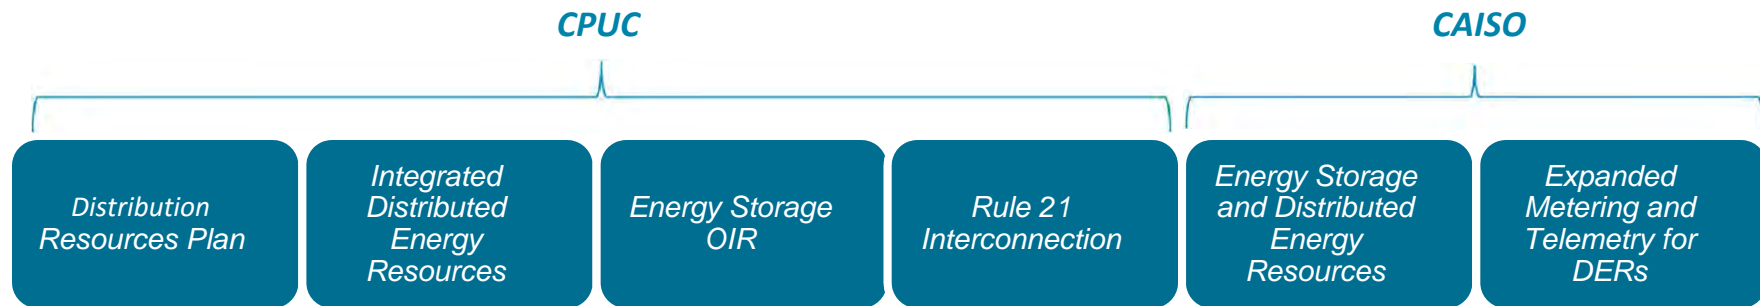 CPUC
CAISO
Distribution
Resources Plan
Integrated
Distributed
Energy
Resources
Energy Storage
OIR
Rule 21
Interconnection
Energy Storage
and Distributed
Energy
Resources
Expanded
Metering and
Telemetry for
DERs